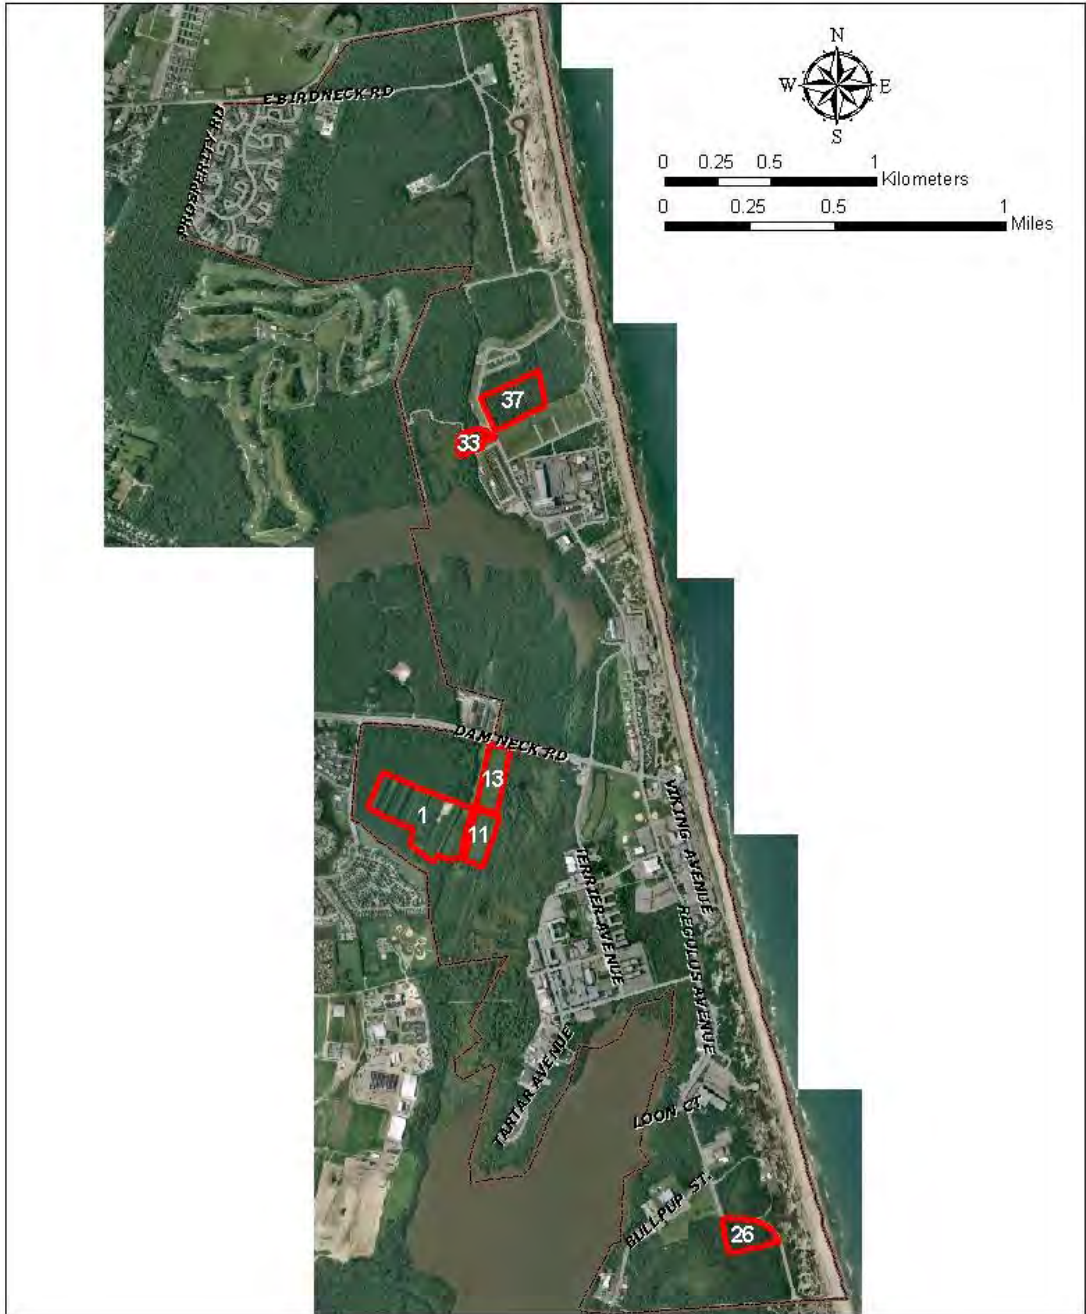 N
W E
S
0 0.25 0.5 1
Kilometers
0 0.25 0.5 1
Miles
E BIRDNECK RD
PROSPERLEY RD
37
33
DAM NECK RD
13
1
11
VIKING AVENUE
TERRIER AVENUE
REGULUS AVENUE
TARTAR AVENUE
LOON CT
BULLPUP ST.
26